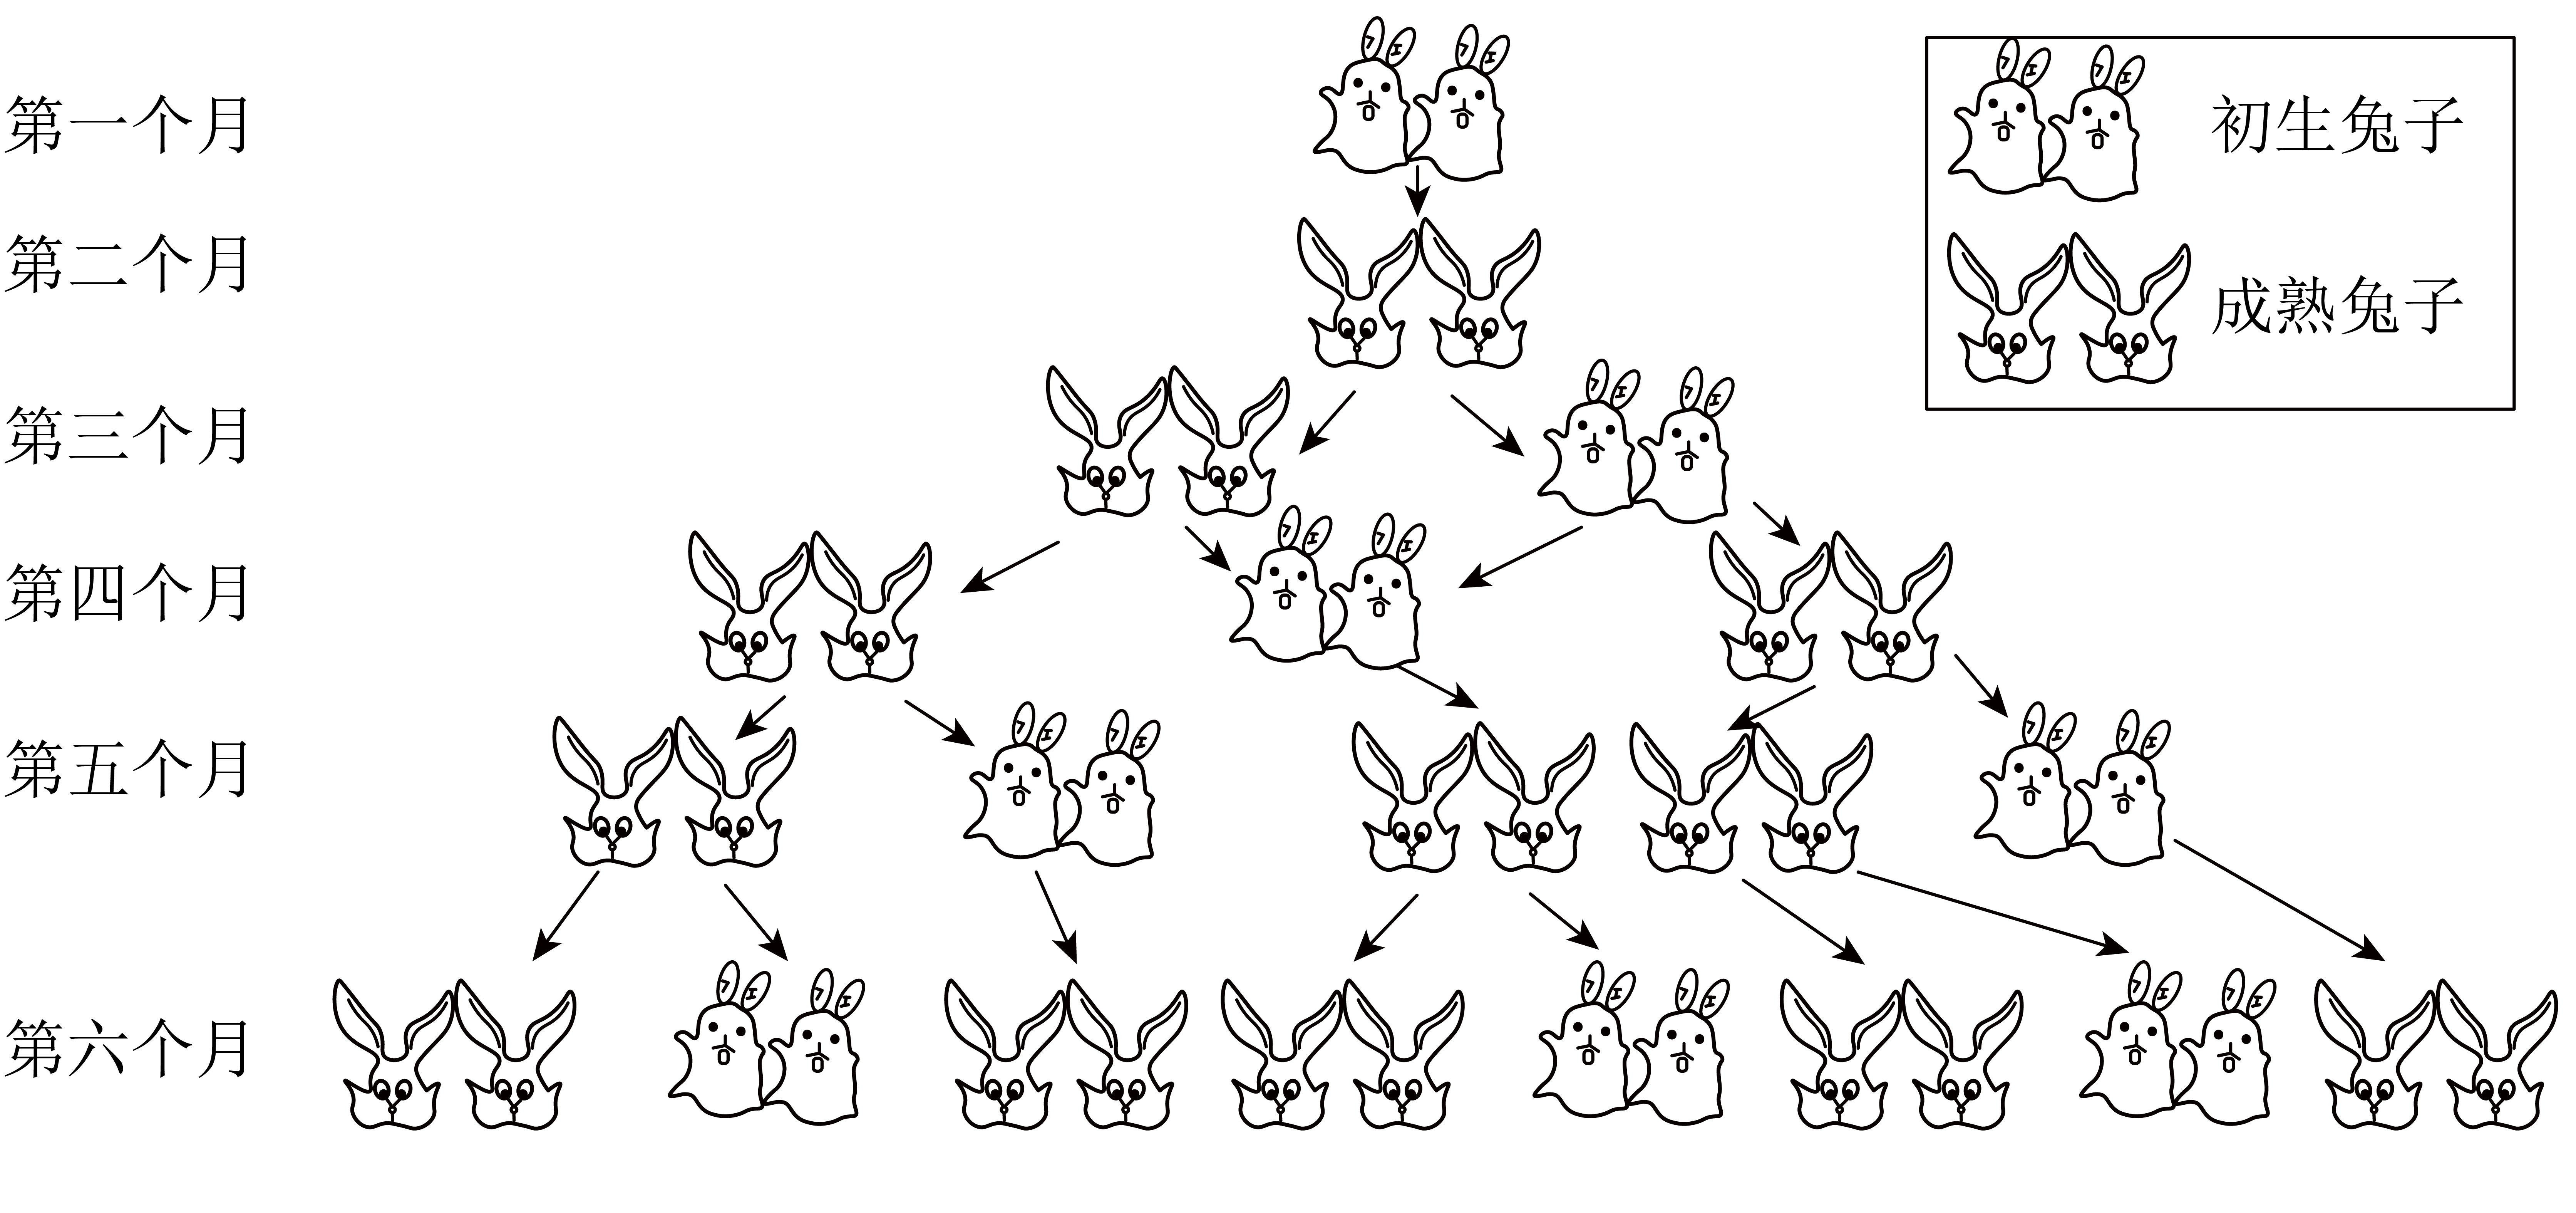 第一个月
初生兔子
第二个月
成熟兔子
第三个月
第四个月
第五个月
第六个月